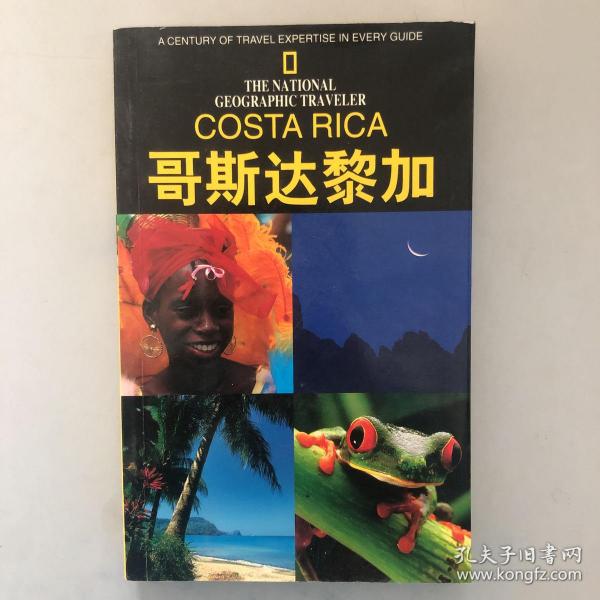 A CENTURY OF TRAVEL EXPERTISE IN EVERY GUIDE
THE NATIONAL
GEOGRAPHIC TRAVELER
COSTA RICA
哥斯达黎加
孔夫子旧书网
www.kongfz.com